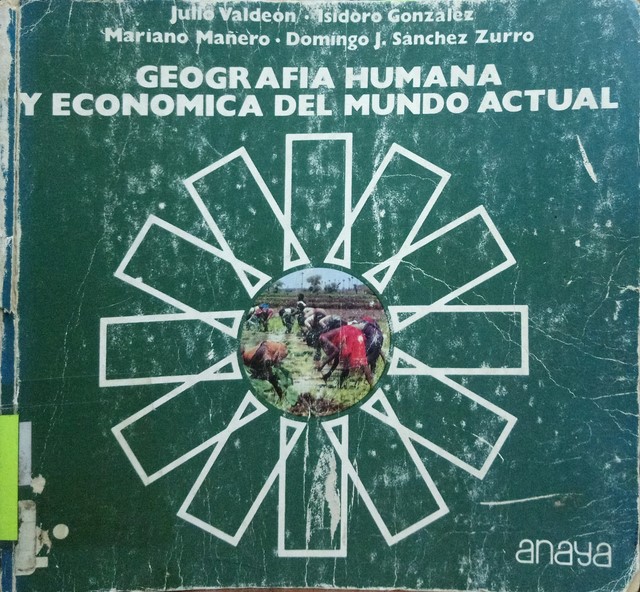 Julio Valdeón · Isidoro González
Mariano Mañero · Domingo J. Sánchez Zurro
GEOGRAFIA HUMANA
Y ECONOMICA DEL MUNDO ACTUAL
anaya